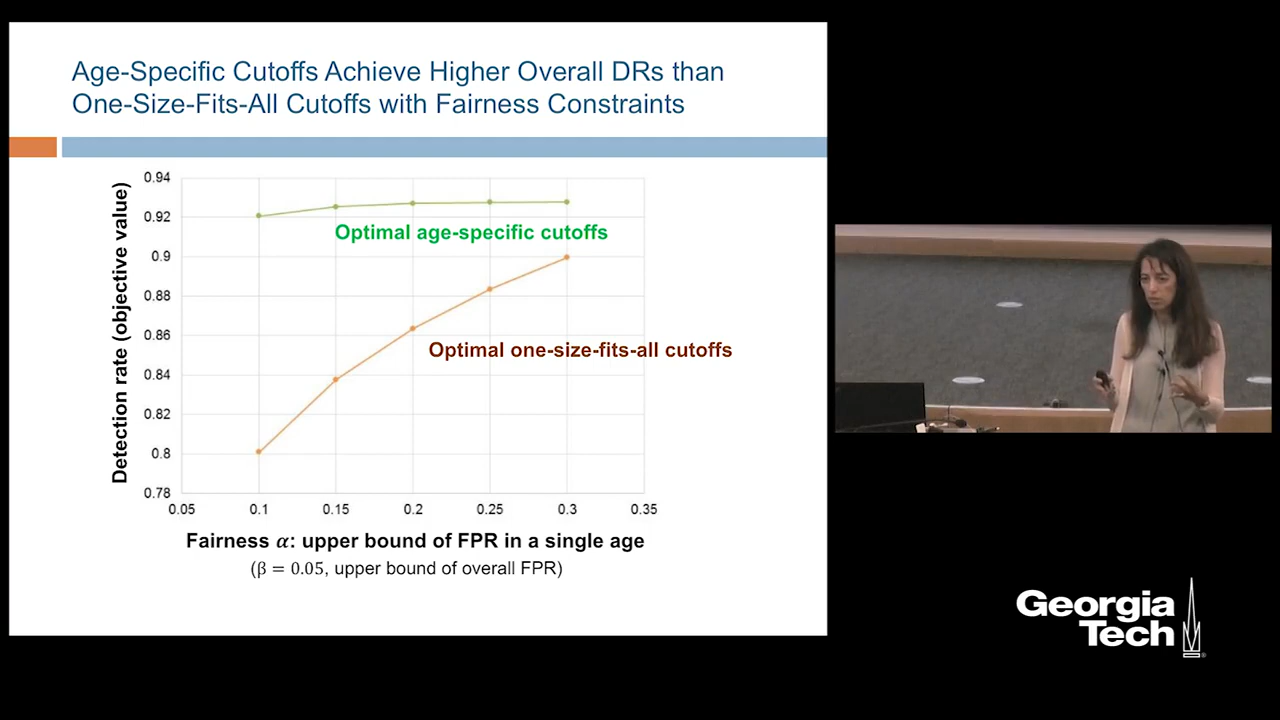 Age-Specific Cutoffs Achieve Higher Overall DRs than
One-Size-Fits-All Cutoffs with Fairness Constraints
Detection rate (objective value)
0.94
0.92
0.9
0.88
0.86
0.84
0.82
0.8
0.78
Optimal age-specific cutoffs
Optimal one-size-fits-all cutoffs
0.05 0.1 0.15 0.2 0.25 0.3 0.35
Fairness α: upper bound of FPR in a single age
(β = 0.05, upper bound of overall FPR)
Georgia
Tech